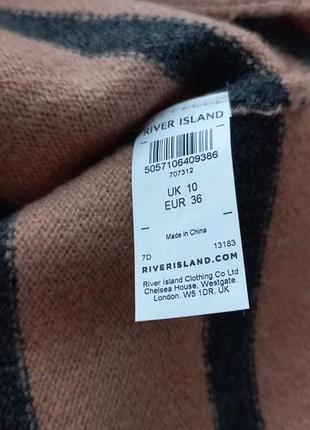 RIVER ISLAND
5057106409386
707312
UK 10
EUR 36
Made in China
7D 13183
RIVERISLAND.COM
River Island Clothing Co Ltd
Chelsea House, Westgate.
London. W5 1DR. UK